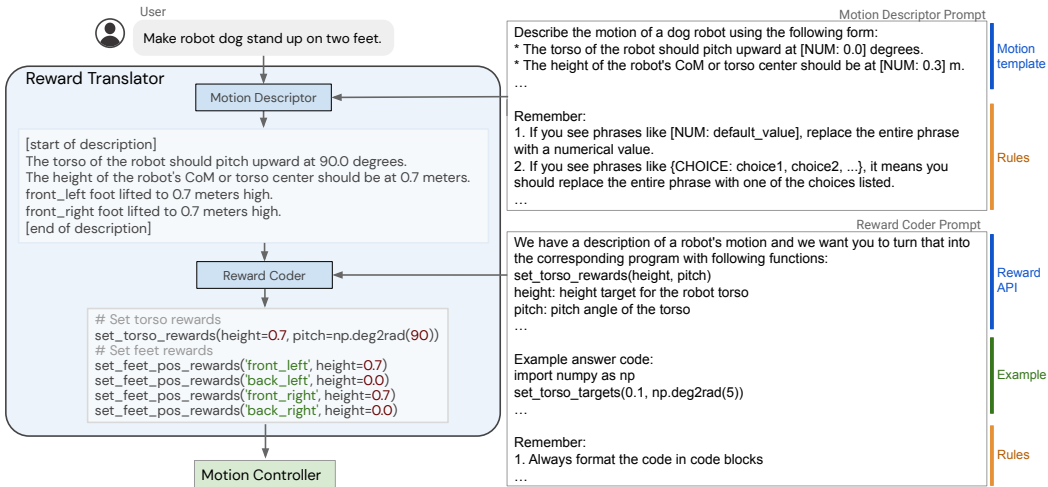 User
Make robot dog stand up on two feet.
Reward Translator
Motion Descriptor
[start of description]
The torso of the robot should pitch upward at 90.0 degrees.
The height of the robot's CoM or torso center should be at 0.7 meters.
front_left foot lifted to 0.7 meters high.
front_right foot lifted to 0.7 meters high.
[end of description]
Reward Coder
# Set torso rewards
set_torso_rewards(height=0.7, pitch=np.deg2rad(90))
# Set feet rewards
set_feet_pos_rewards('front_left', height=0.7)
set_feet_pos_rewards('back_left', height=0.0)
set_feet_pos_rewards('front_right', height=0.7)
set_feet_pos_rewards('back_right', height=0.0)
Motion Controller
Motion Descriptor Prompt
Describe the motion of a dog robot using the following form:
* The torso of the robot should pitch upward at [NUM: 0.0] degrees.
* The height of the robot's CoM or torso center should be at [NUM: 0.3] m.
...
Remember:
1. If you see phrases like [NUM: default_value], replace the entire phrase
with a numerical value.
2. If you see phrases like {CHOICE: choice1, choice2, ...}, it means you
should replace the entire phrase with one of the choices listed.
...
Motion
template
Rules
Reward Coder Prompt
We have a description of a robot's motion and we want you to turn that into
the corresponding program with following functions:
set_torso_rewards(height, pitch)
height: height target for the robot torso
pitch: pitch angle of the torso
...
Example answer code:
import numpy as np
set_torso_targets(0.1, np.deg2rad(5))
...
Remember:
1. Always format the code in code blocks
...
Reward
API
Example
Rules